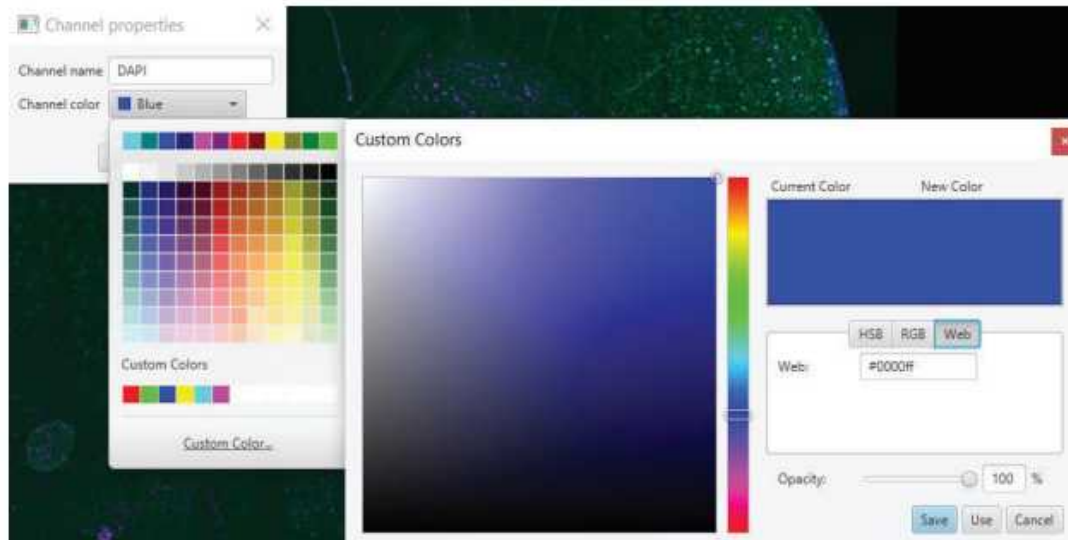 Channel properties
Channel name DAPI
Channel color Blue
Custom Colors
Custom Color...
Custom Colors
Current Color New Color
HSB RGB Web
Web: #0000ff
Opacity: 100 %
Save Use Cancel